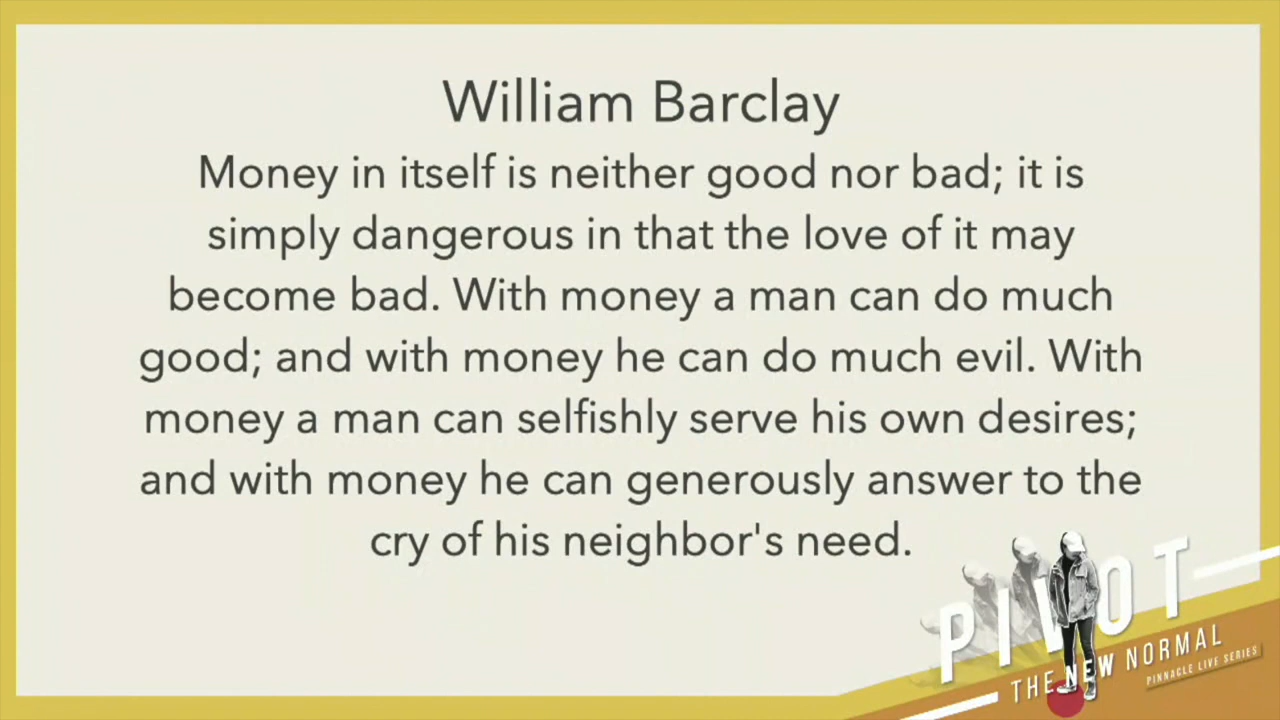 William Barclay
Money in itself is neither good nor bad; it is
simply dangerous in that the love of it may
become bad. With money a man can do much
good; and with money he can do much evil. With
money a man can selfishly serve his own desires;
and with money he can generously answer to the
cry of his neighbor's need.
PIVOT
THE NEW NORMAL
PINNACLE LIVE SERIES